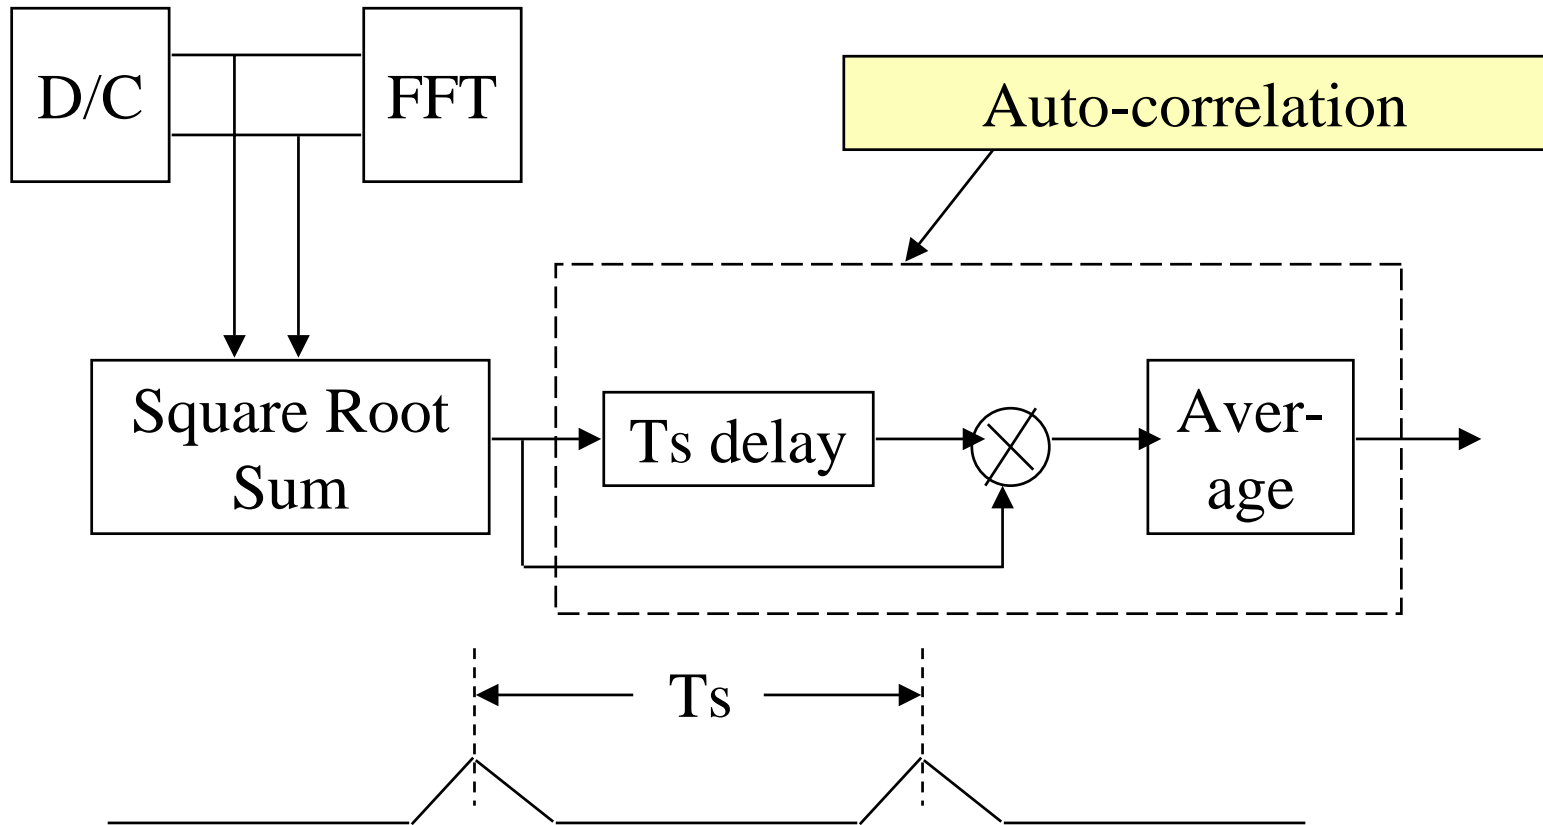 D/C
FFT
Auto-correlation
Square Root
Sum
Ts delay
Aver-
age
Ts